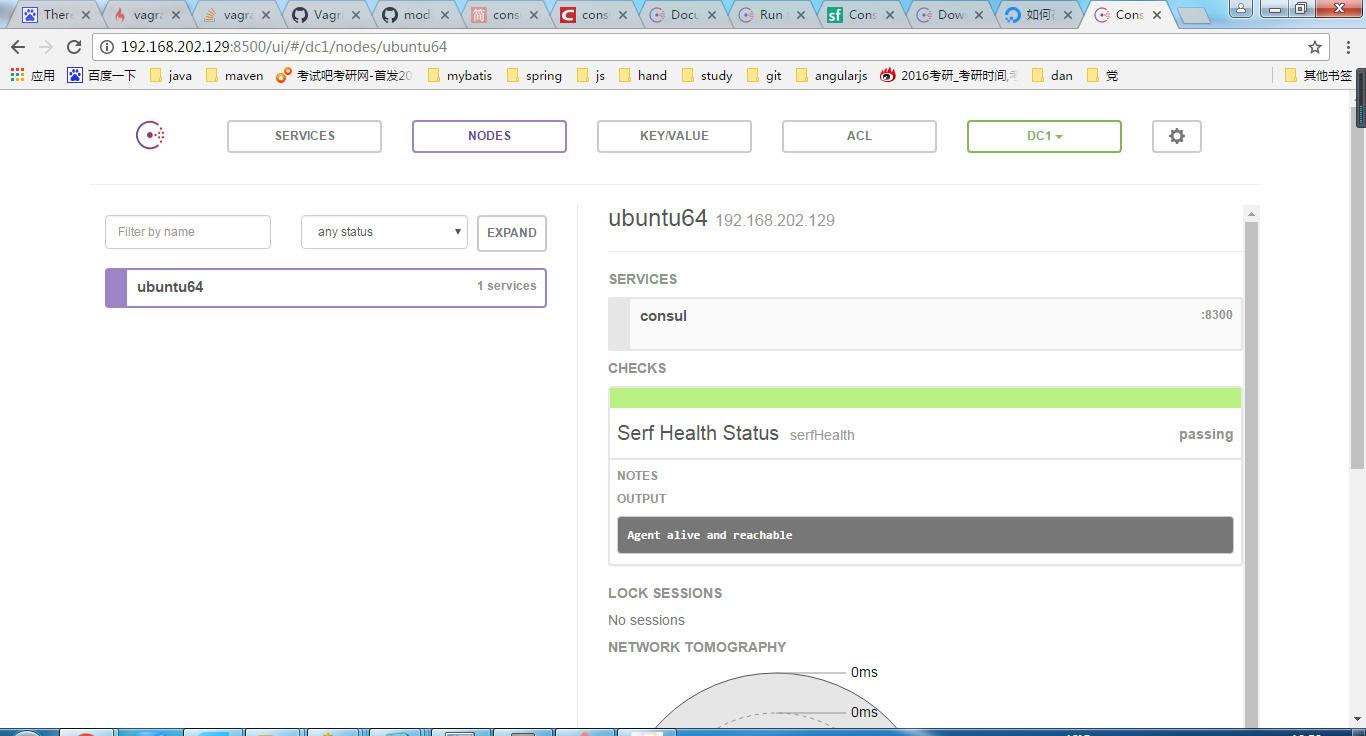 There
vagra
vagra
Vagra
mod
简 cons
C cons
Docu
Run
sf Cons
Dow
如何
Cons
192.168.202.129:8500/ui/#/dc1/nodes/ubuntu64
应用 百度一下 java maven 考试吧考研网-首发20 mybatis spring js hand study git angularjs 2016考研_考研时间,考 dan 党 其他书签
SERVICES NODES KEY/VALUE ACL DC1
Filter by name any status EXPAND
ubuntu64 1 services
ubuntu64 192.168.202.129
SERVICES
consul :8300
CHECKS
Serf Health Status serfHealth passing
NOTES
OUTPUT
Agent alive and reachable
LOCK SESSIONS
No sessions
NETWORK TOMOGRAPHY
0ms
0ms